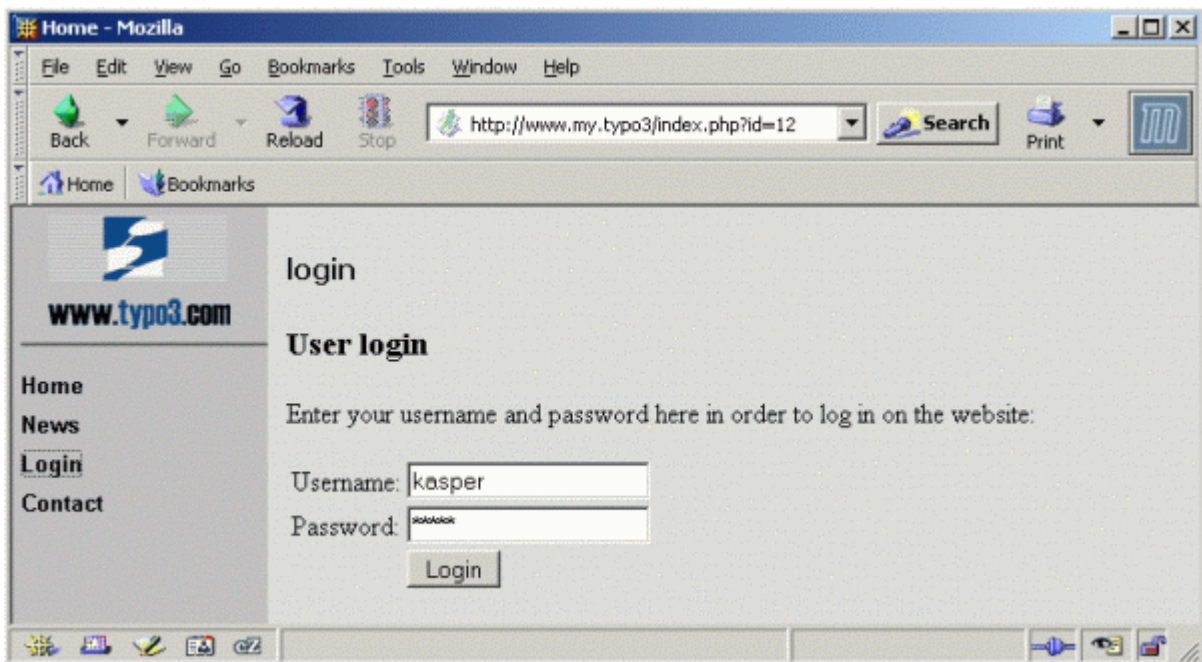 Home - Mozilla
File Edit View Go Bookmarks Tools Window Help
Back Forward Reload Stop http://www.my.typo3/index.php?id=12 Search Print
Home Bookmarks
www.typo3.com
Home
News
Login
Contact
login
User login
Enter your username and password here in order to log in on the website:
Username: kasper
Password: ******
Login